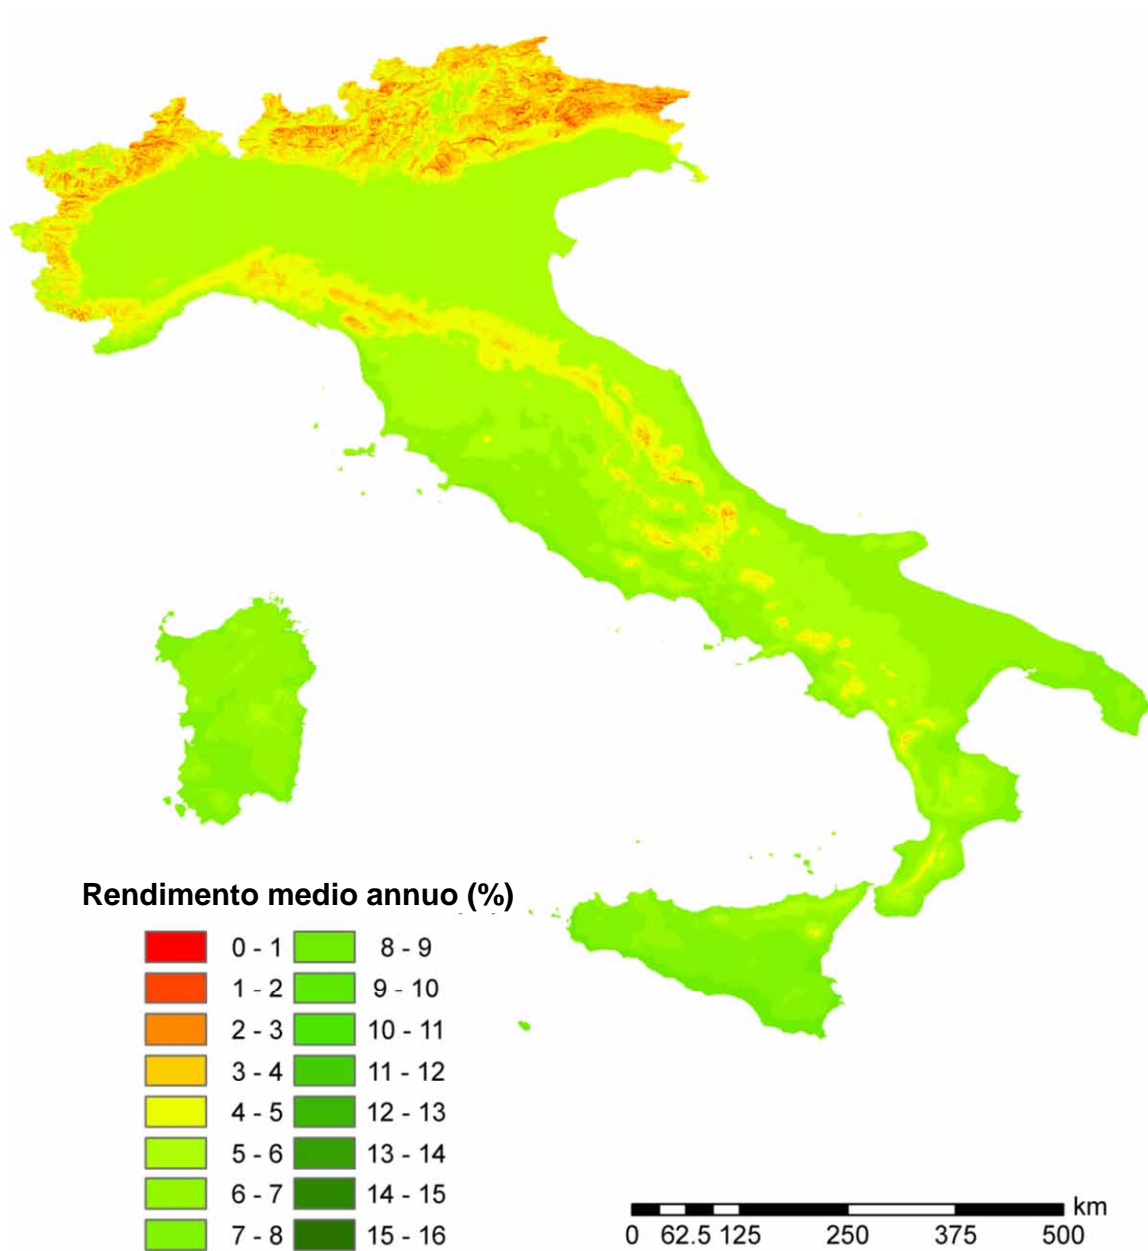 Rendimento medio annuo (%)
0 - 1 8 - 9
1 - 2 9 - 10
2 - 3 10 - 11
3 - 4 11 - 12
4 - 5 12 - 13
5 - 6 13 - 14
6 - 7 14 - 15
7 - 8 15 - 16
km
0 62.5 125 250 375 500